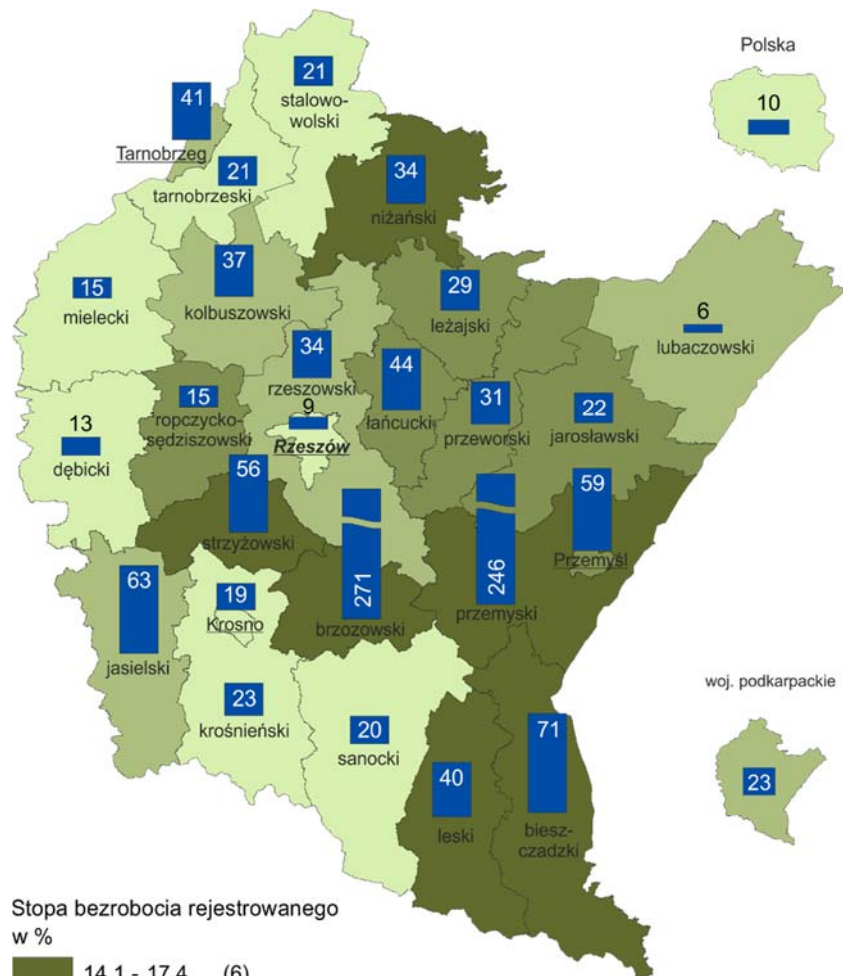 Polska
10
21
stalowo-
wolski
41
Tarnobrzeg
21
tarnobrzeski
34
niżański
37
kolbuszowski
15
mielecki
29
leżajski
6
lubaczowski
34
rzeszowski
44
łańcucki
31
przeworski
22
jarosławski
15
ropczycko-
sędziszowski
9
Rzeszów
13
dębicki
56
strzyżowski
271
brzozowski
246
przemyski
59
Przemyśl
63
jasielski
19
Krosno
23
krośnieński
20
sanocki
40
leski
71
biesz-
czadzki
woj. podkarpackie
23
Stopa bezrobocia rejestrowanego
w %
14,1 - 17,4 (6)